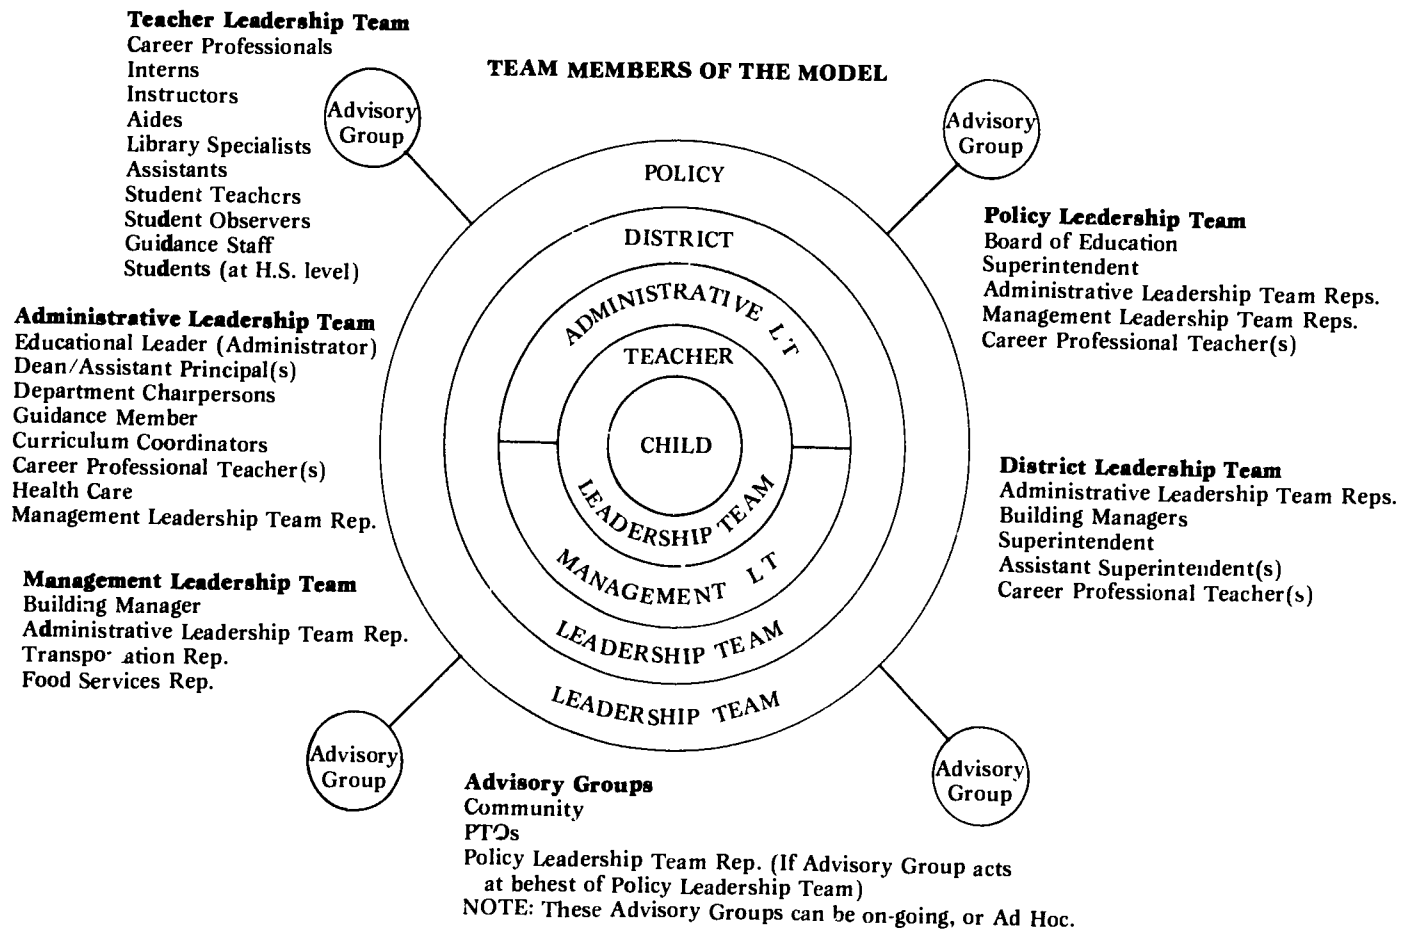 TEAM MEMBERS OF THE MODEL
Teacher Leadership Team
Career Professionals
Interns
Instructors
Aides
Library Specialists
Assistants
Student Teachers
Student Observers
Guidance Staff
Students (at H.S. level)
Administrative Leadership Team
Educational Leader (Administrator)
Dean/Assistant Principal(s)
Department Chairpersons
Guidance Member
Curriculum Coordinators
Career Professional Teacher(s)
Health Care
Management Leadership Team Rep.
Management Leadership Team
Building Manager
Administrative Leadership Team Rep.
Transportation Rep.
Food Services Rep.
Advisory
Group
Advisory
Group
POLICY
DISTRICT
ADMINISTRATIVE LT
TEACHER
CHILD
LEADERSHIP TEAM
MANAGEMENT LT
LEADERSHIP TEAM
LEADERSHIP TEAM
Policy Leadership Team
Board of Education
Superintendent
Administrative Leadership Team Reps.
Management Leadership Team Reps.
Career Professional Teacher(s)
District Leadership Team
Administrative Leadership Team Reps.
Building Managers
Superintendent
Assistant Superintendent(s)
Career Professional Teacher(s)
Advisory
Group
Advisory
Group
Advisory Groups
Community
PTOs
Policy Leadership Team Rep. (If Advisory Group acts
at behest of Policy Leadership Team)
NOTE: These Advisory Groups can be on-going, or Ad Hoc.